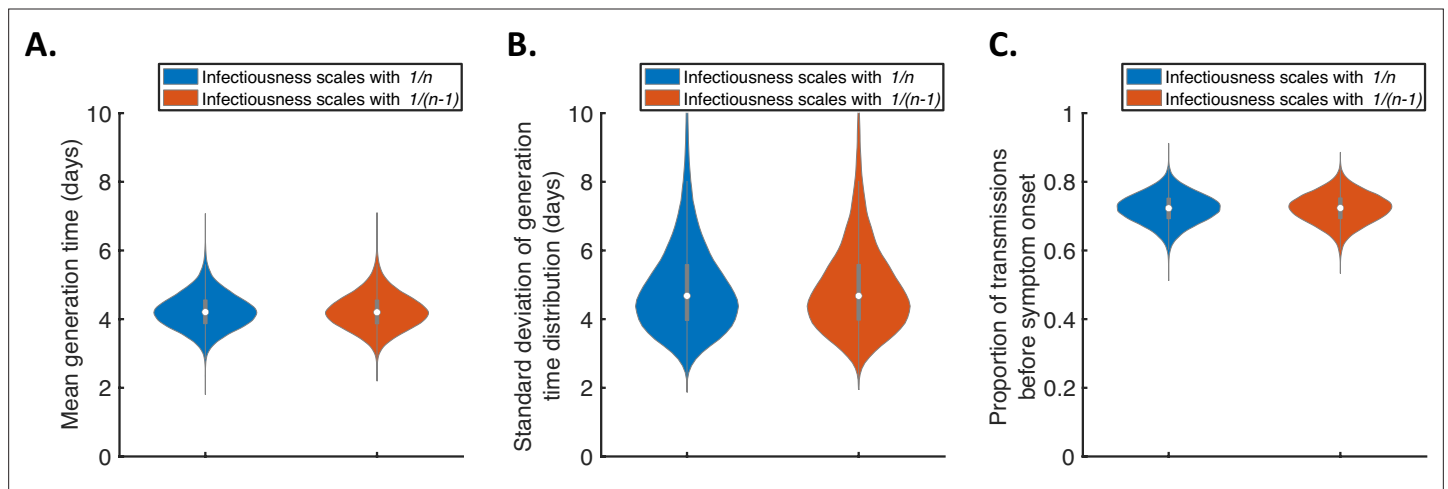 A.
Infectiousness scales with 1/n
Infectiousness scales with 1/(n-1)
Mean generation time (days)
10
8
6
4
2
0
B.
Infectiousness scales with 1/n
Infectiousness scales with 1/(n-1)
Standard deviation of generation
time distribution (days)
10
8
6
4
2
0
C.
Infectiousness scales with 1/n
Infectiousness scales with 1/(n-1)
Proportion of transmissions
before symptom onset
1
0.8
0.6
0.4
0.2
0